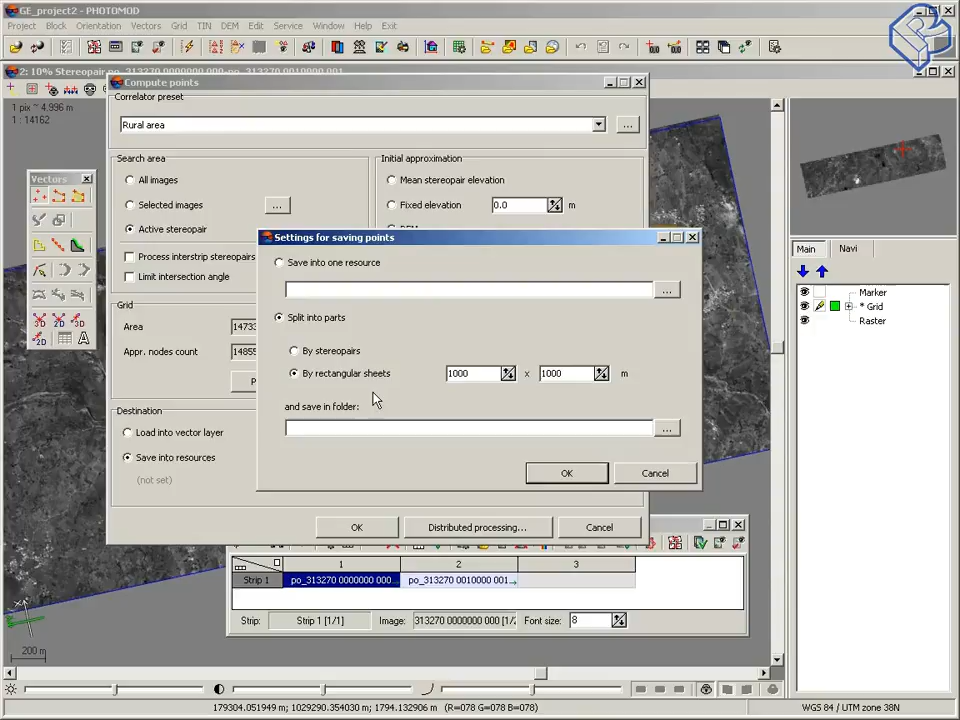 GE_project2 - PHOTOMOD
Project Block Orientation Vectors Grid TIN DEM Edit Service Window Help Exit
2: 10% Stereopair
1 pix ~ 4.996 m
1 : 14162
Compute points
Correlator preset
Rural area
...
Search area
All images
Selected images
...
Active stereopair
Process interstrip stereopairs
Limit intersection angle
Initial approximation
Mean stereopair elevation
Fixed elevation
0.0
m
Grid
Area
Appr. nodes count
Destination
Load into vector layer
Save into resources
(not set)
OK
Distributed processing...
Cancel
Settings for saving points
Save into one resource
...
Split into parts
By stereopairs
By rectangular sheets
1000
x
1000
m
and save in folder:
...
OK
Cancel
Vectors
3D 2D 3D
2D A
Main Navi
Marker
* Grid
Raster
1 2 3
Strip 1
po_313270 0000000 000...
po_313270 0010000 001...
Strip:
Strip 1 [1/1]
Image:
313270 0000000 000 [1/
Font size:
8
200 m
179304.051949 m; 1029290.354030 m; 1794.132906 m (R=078 G=078 B=078)
WGS 84 / UTM zone 38N